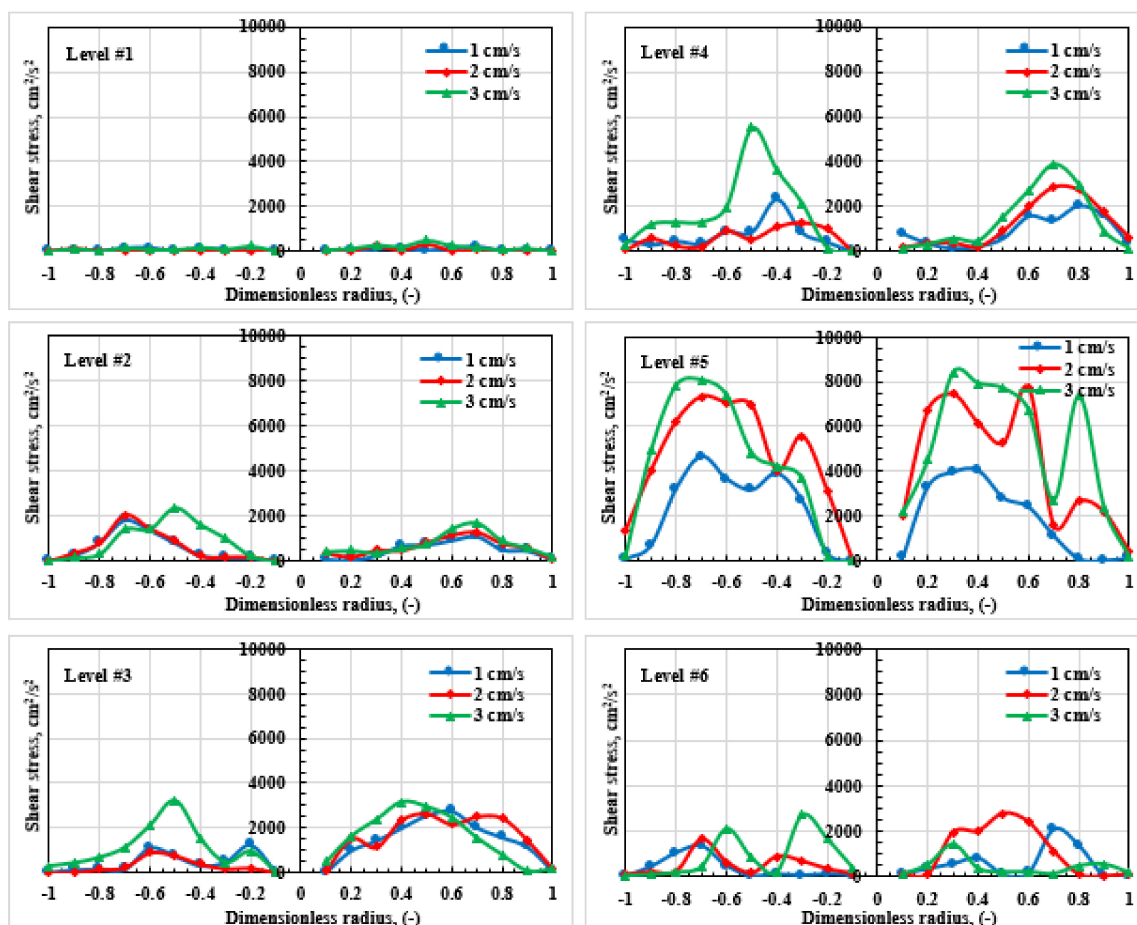 Level #1
1 cm/s
2 cm/s
3 cm/s
Shear stress, cm²/s²
10000
8000
6000
4000
2000
0
-1 -0.8 -0.6 -0.4 -0.2 0 0.2 0.4 0.6 0.8 1
Dimensionless radius, (-)
Level #4
1 cm/s
2 cm/s
3 cm/s
Shear stress, cm²/s²
10000
8000
6000
4000
2000
0
-1 -0.8 -0.6 -0.4 -0.2 0 0.2 0.4 0.6 0.8 1
Dimensionless radius, (-)
Level #2
1 cm/s
2 cm/s
3 cm/s
Shear stress, cm²/s²
10000
8000
6000
4000
2000
0
-1 -0.8 -0.6 -0.4 -0.2 0 0.2 0.4 0.6 0.8 1
Dimensionless radius, (-)
Level #5
1 cm/s
2 cm/s
3 cm/s
Shear stress, cm²/s²
10000
8000
6000
4000
2000
0
-1 -0.8 -0.6 -0.4 -0.2 0 0.2 0.4 0.6 0.8 1
Dimensionless radius, (-)
Level #3
1 cm/s
2 cm/s
3 cm/s
Shear stress, cm²/s²
10000
8000
6000
4000
2000
0
-1 -0.8 -0.6 -0.4 -0.2 0 0.2 0.4 0.6 0.8 1
Dimensionless radius, (-)
Level #6
1 cm/s
2 cm/s
3 cm/s
Shear stress, cm²/s²
10000
8000
6000
4000
2000
0
-1 -0.8 -0.6 -0.4 -0.2 0 0.2 0.4 0.6 0.8 1
Dimensionless radius, (-)